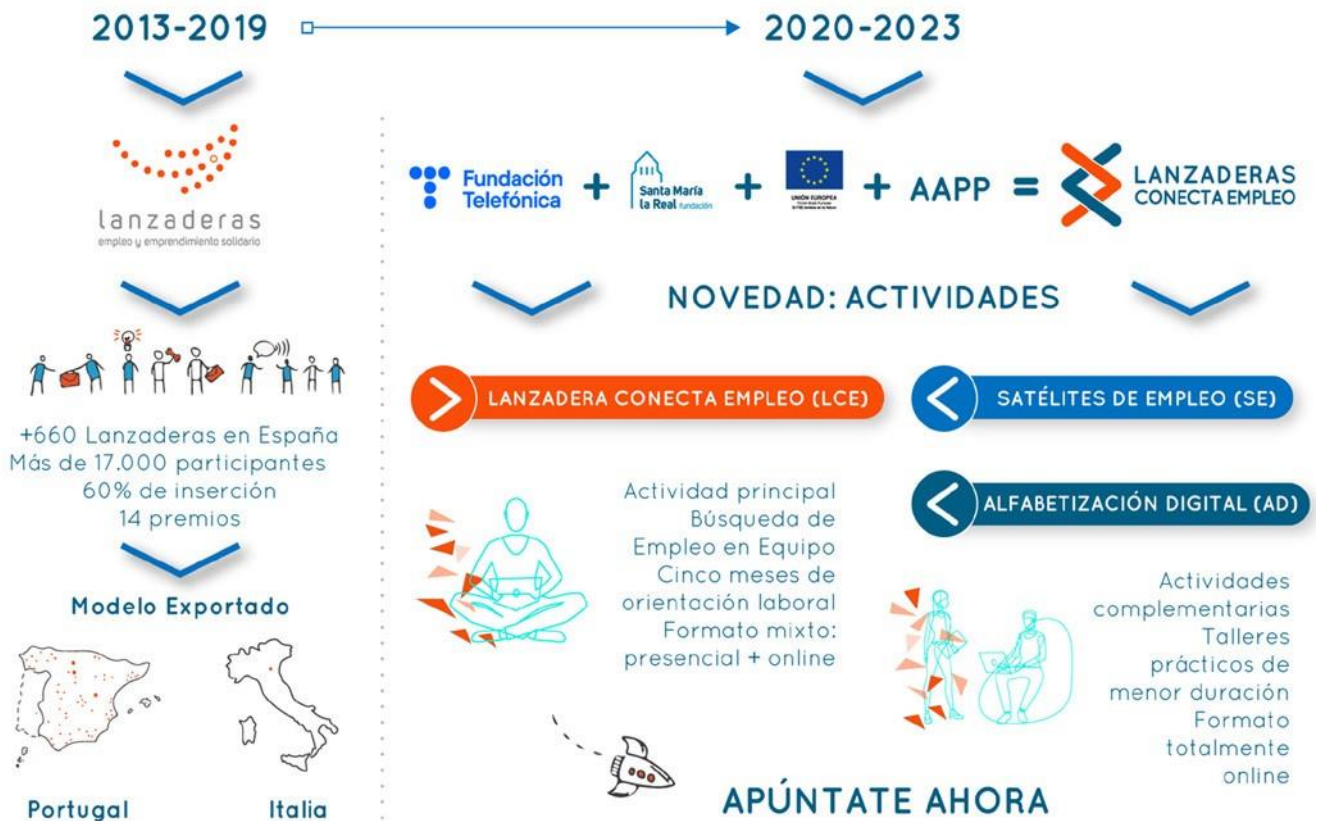 2013-2019
2020-2023
lanzaderas
empleo y emprendimiento solidario
+660 Lanzaderas en España
Más de 17.000 participantes
60% de inserción
14 premios
Modelo Exportado
Portugal
Italia
Fundación
Telefónica
+
Santa María
la Real fundación
+
UNIÓN EUROPEA
+ AAPP =
LANZADERAS
CONECTA EMPLEO
NOVEDAD: ACTIVIDADES
LANZADERA CONECTA EMPLEO (LCE)
Actividad principal
Búsqueda de
Empleo en Equipo
Cinco meses de
orientación laboral
Formato mixto:
presencial + online
SATÉLITES DE EMPLEO (SE)
ALFABETIZACIÓN DIGITAL (AD)
Actividades
complementarias
Talleres
prácticos de
menor duración
Formato
totalmente
online
APÚNTATE AHORA